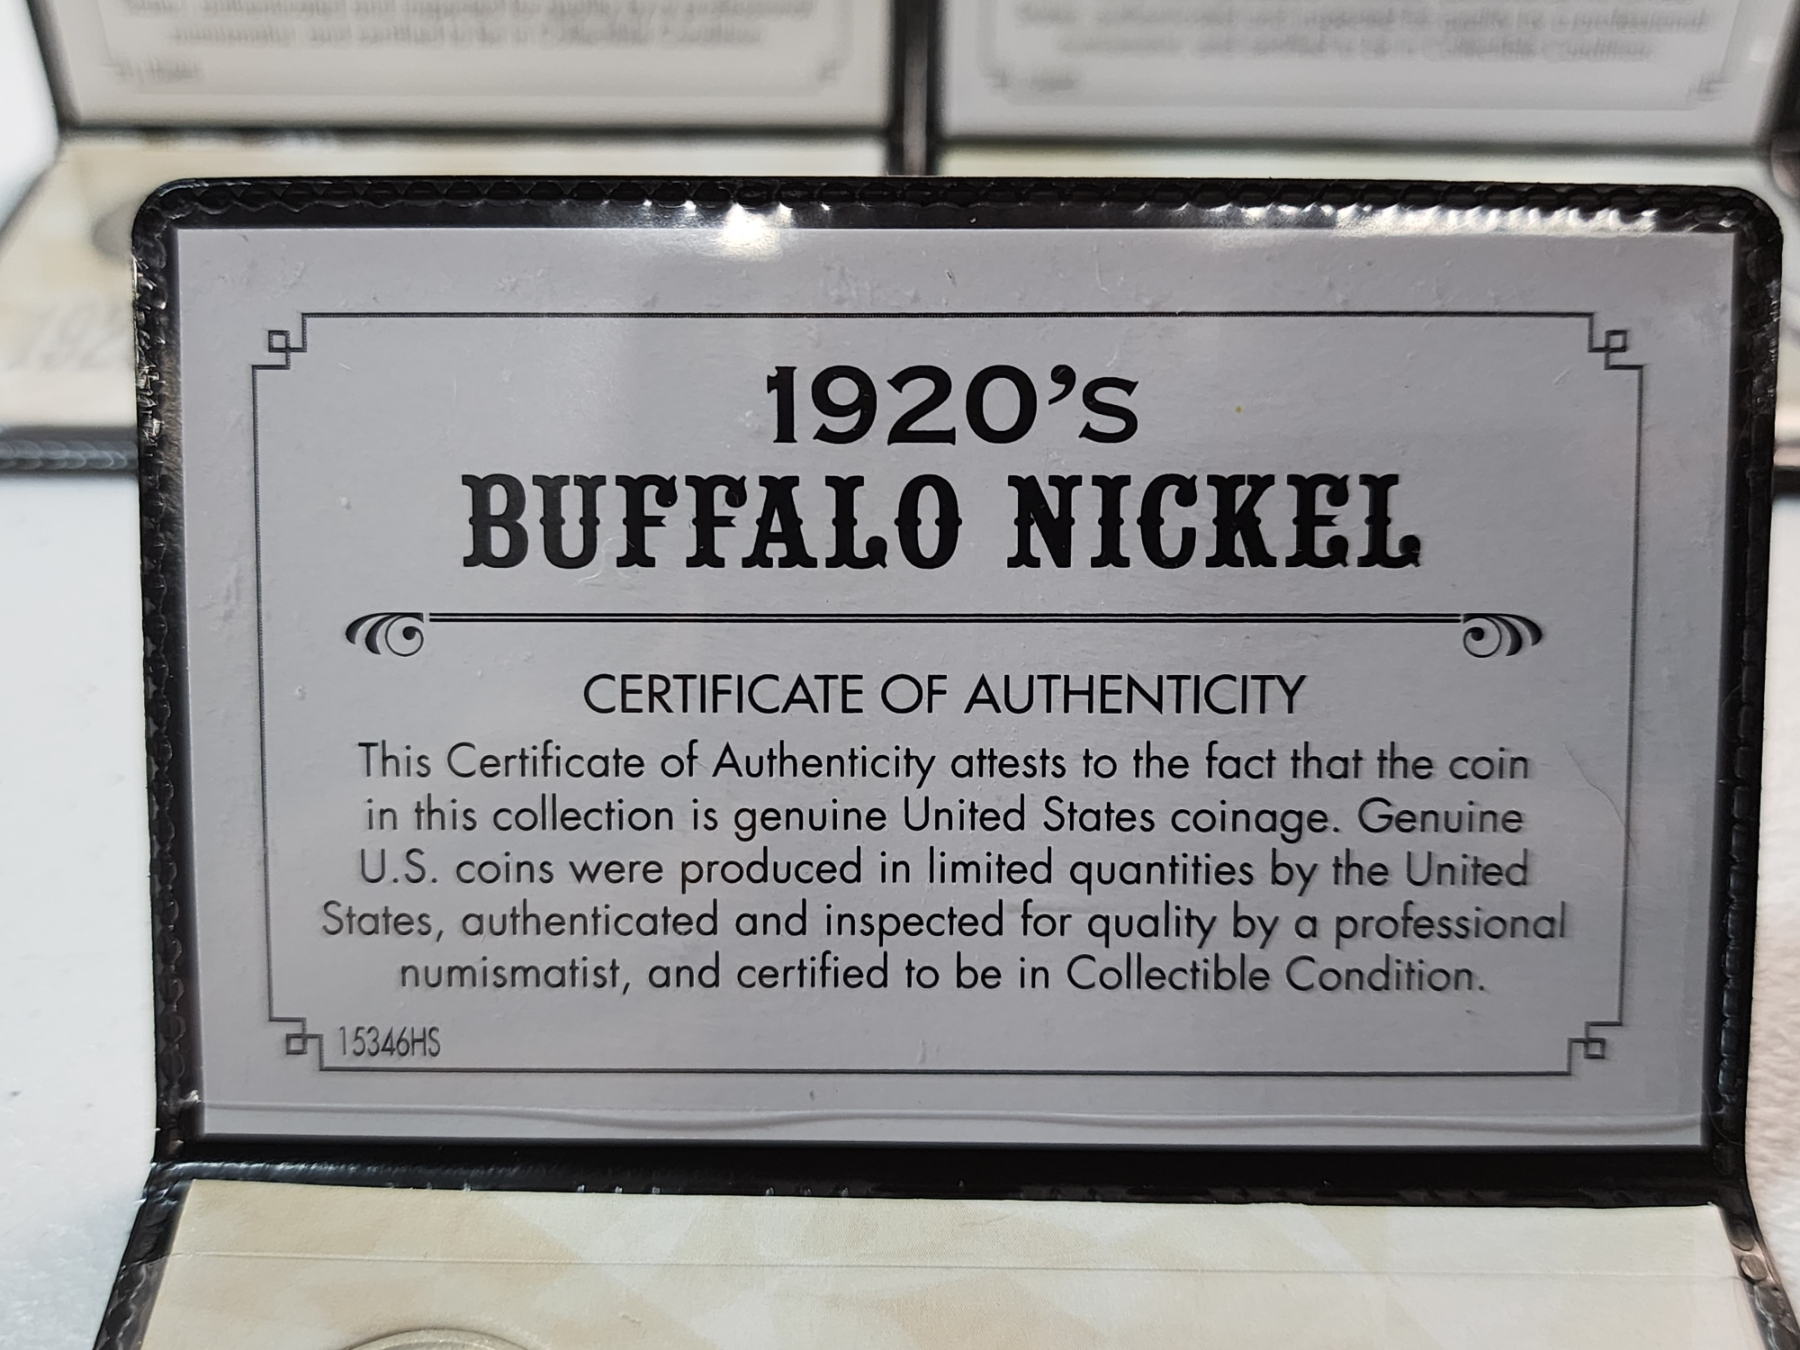 1920's
BUFFALO NICKEL
CERTIFICATE OF AUTHENTICITY
This Certificate of Authenticity attests to the fact that the coin
in this collection is genuine United States coinage. Genuine
U.S. coins were produced in limited quantities by the United
States, authenticated and inspected for quality by a professional
numismatist, and certified to be in Collectible Condition.
15346HS